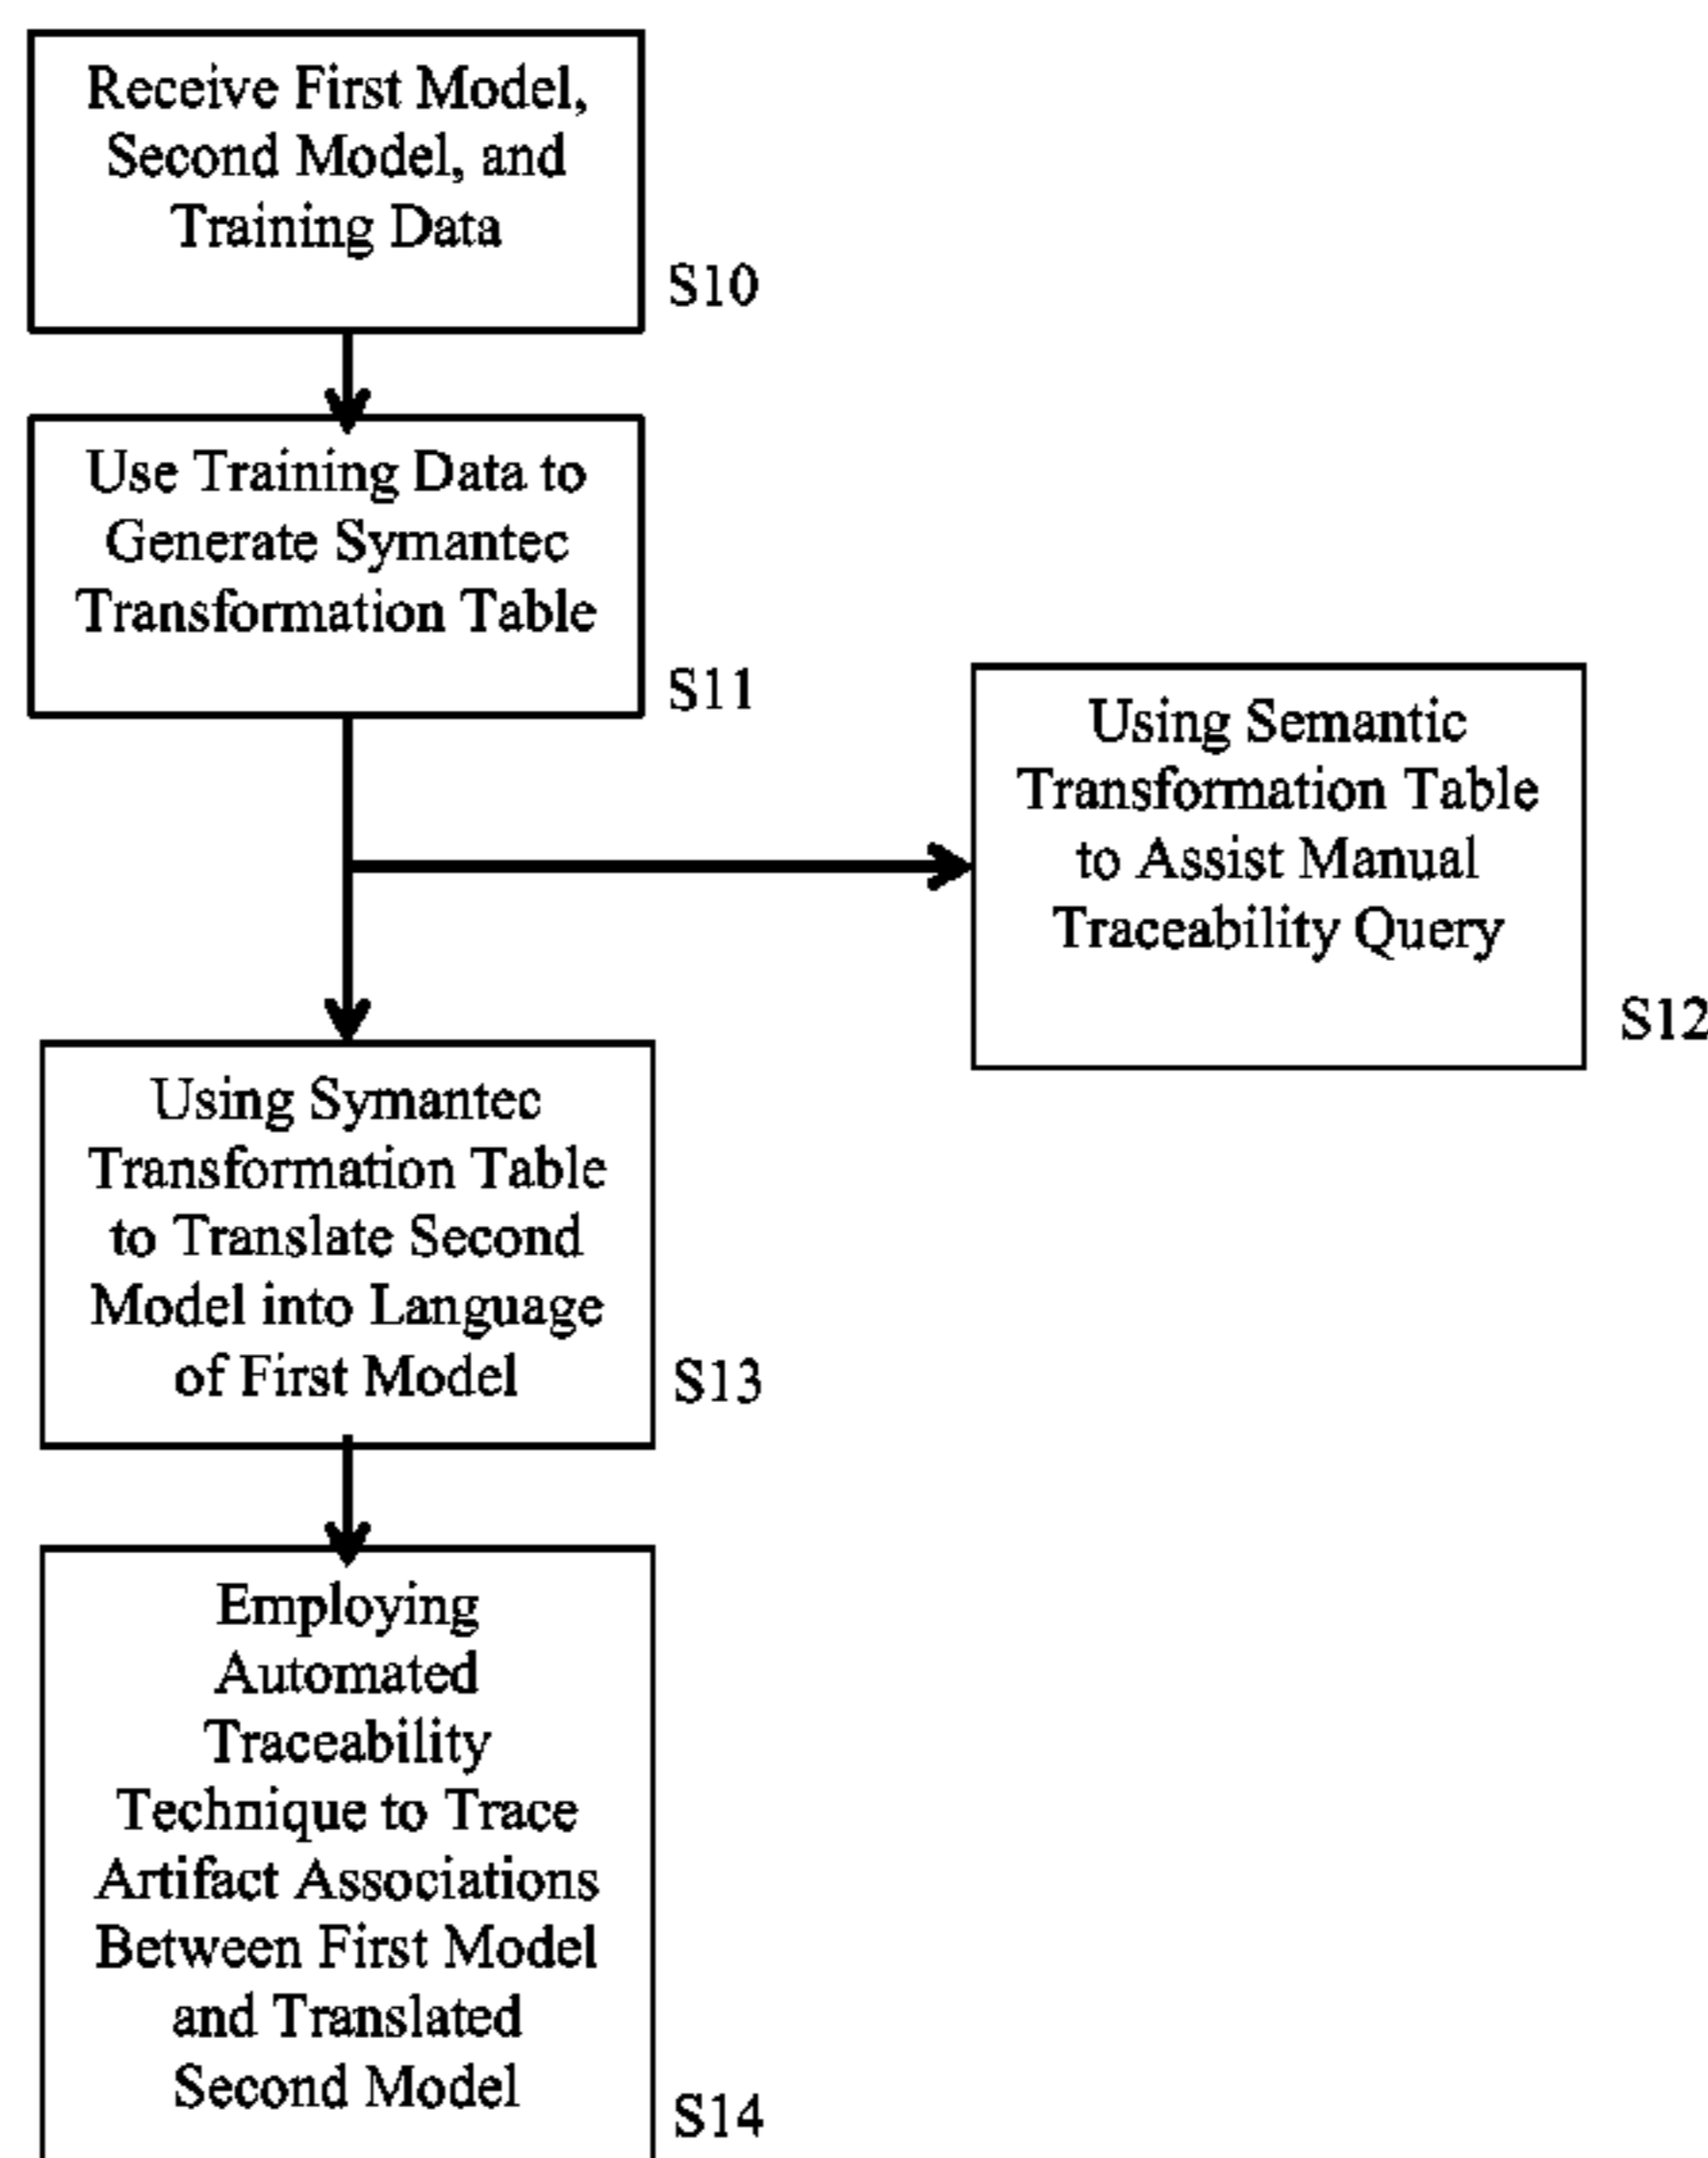 Receive First Model,
Second Model, and
Training Data
S10
Use Training Data to
Generate Symantec
Transformation Table
S11
Using Semantic
Transformation Table
to Assist Manual
Traceability Query
S12
Using Symantec
Transformation Table
to Translate Second
Model into Language
of First Model
S13
Employing
Automated
Traceability
Technique to Trace
Artifact Associations
Between First Model
and Translated
Second Model
S14